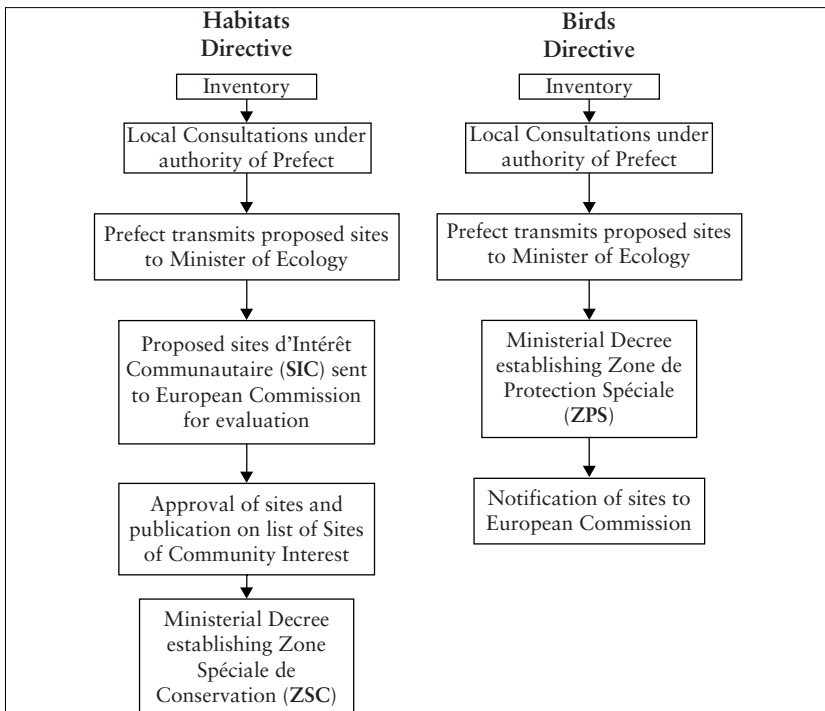 Habitats
Directive
Inventory
Local Consultations under
authority of Prefect
Prefect transmits proposed sites
to Minister of Ecology
Proposed sites d'Intérêt
Communautaire (SIC) sent
to European Commission
for evaluation
Approval of sites and
publication on list of Sites
of Community Interest
Ministerial Decree
establishing Zone
Spéciale de
Conservation (ZSC)
Birds
Directive
Inventory
Local Consultations under
authority of Prefect
Prefect transmits proposed sites
to Minister of Ecology
Ministerial Decree
establishing Zone de
Protection Spéciale
(ZPS)
Notification of sites to
European Commission